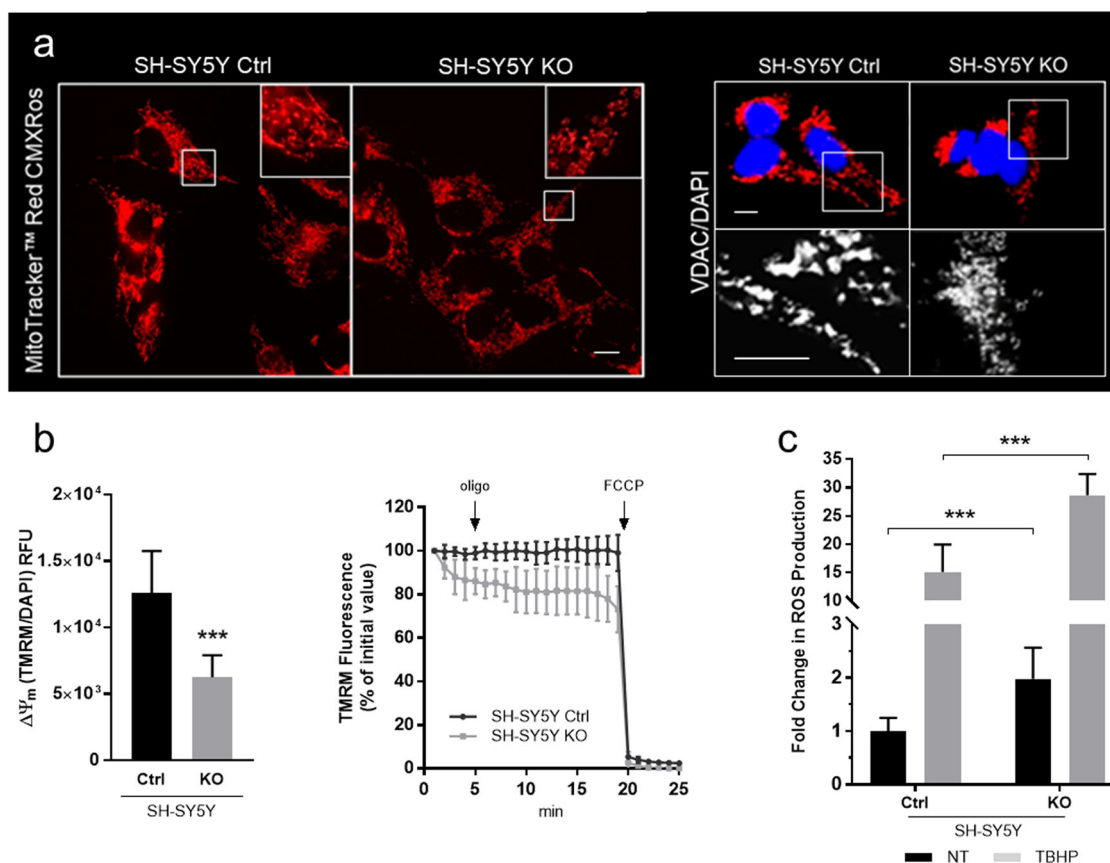 a
SH-SY5Y Ctrl
SH-SY5Y KO
SH-SY5Y Ctrl
SH-SY5Y KO
MitoTracker™ Red CMXRos
VDAC/DAPI
b
ΔΨm (TMRM/DAPI) RFU
2×10⁴
1.5×10⁴
1×10⁴
5×10³
0
***
Ctrl
KO
SH-SY5Y
oligo
FCCP
TMRM Fluorescence
(% of initial value)
120
100
80
60
40
20
0
SH-SY5Y Ctrl
SH-SY5Y KO
0 5 10 15 20 25
min
c
***
***
Fold Change in ROS Production
35
30
25
20
15
10
3
2
1
0
Ctrl
KO
SH-SY5Y
NT
TBHP